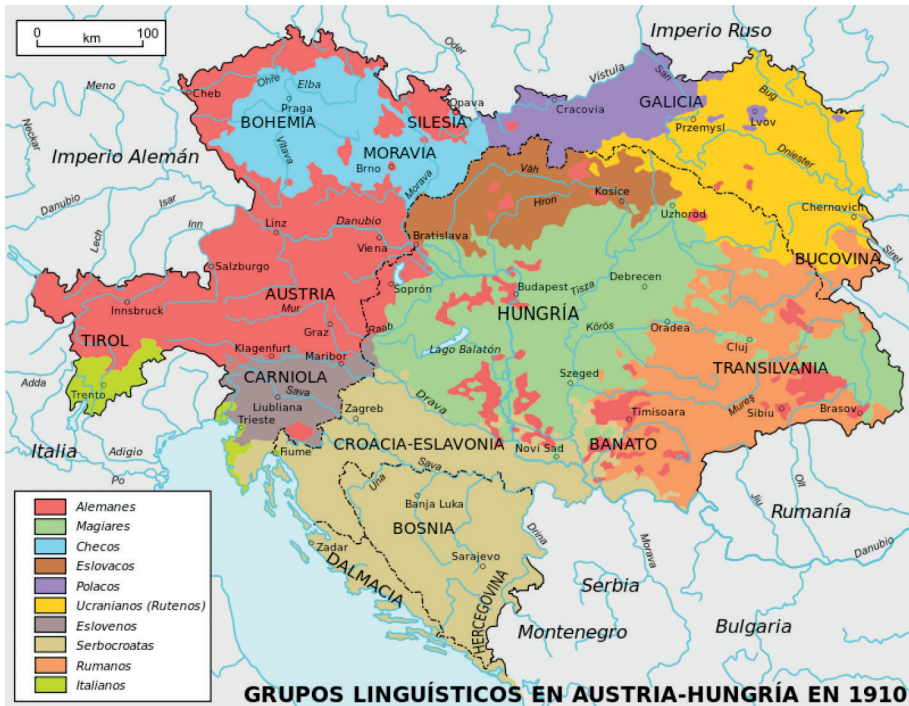 0 100
km
Imperio Ruso
Oder
Meno
Neckar
Cheb
Ohře
Elba
Praga
BOHEMIA
Vltava
Opava
SILESIA
MORAVIA
Brno
Morava
Vístula
San
Cracovia
GALICIA
Przemysl
Bug
Lvov
Dniester
Chernovich
Siret
BUCOVINA
Imperio Alemán
Danubio
Isar
Inn
Lech
Linz
Danubio
Viena
Salzburgo
AUSTRIA
Innsbruck
Mur
Graz
TIROL
Klagenfurt
Maribor
Raab
Váh
Hron
Kosice
Uzhorod
Bratislava
Soprón
Budapest
Tisza
Debrecen
HUNGRÍA
Lago Balatón
Körös
Oradea
Cluj
TRANSILVANIA
Szeged
Mureş
Sibiu
Brasov
Timisoara
BANATO
Novi Sad
Drava
Adda
Trento
CARNIOLA
Sava
Liubliana
Trieste
Zagreb
CROACIA-ESLAVONIA
Fiume
Italia
Adigio
Po
Sava
Una
Banja Luka
BOSNIA
Drina
Sarajevo
Zadar
DALMACIA
HERCEGOVINA
Morava
Jiu
Olt
Rumanía
Danubio
Serbia
Montenegro
Bulgaria
Alemanes
Magiares
Checos
Eslovacos
Polacos
Ucranianos (Rutenos)
Eslovenos
Serbocroatas
Rumanos
Italianos
GRUPOS LINGUÍSTICOS EN AUSTRIA-HUNGRÍA EN 1910